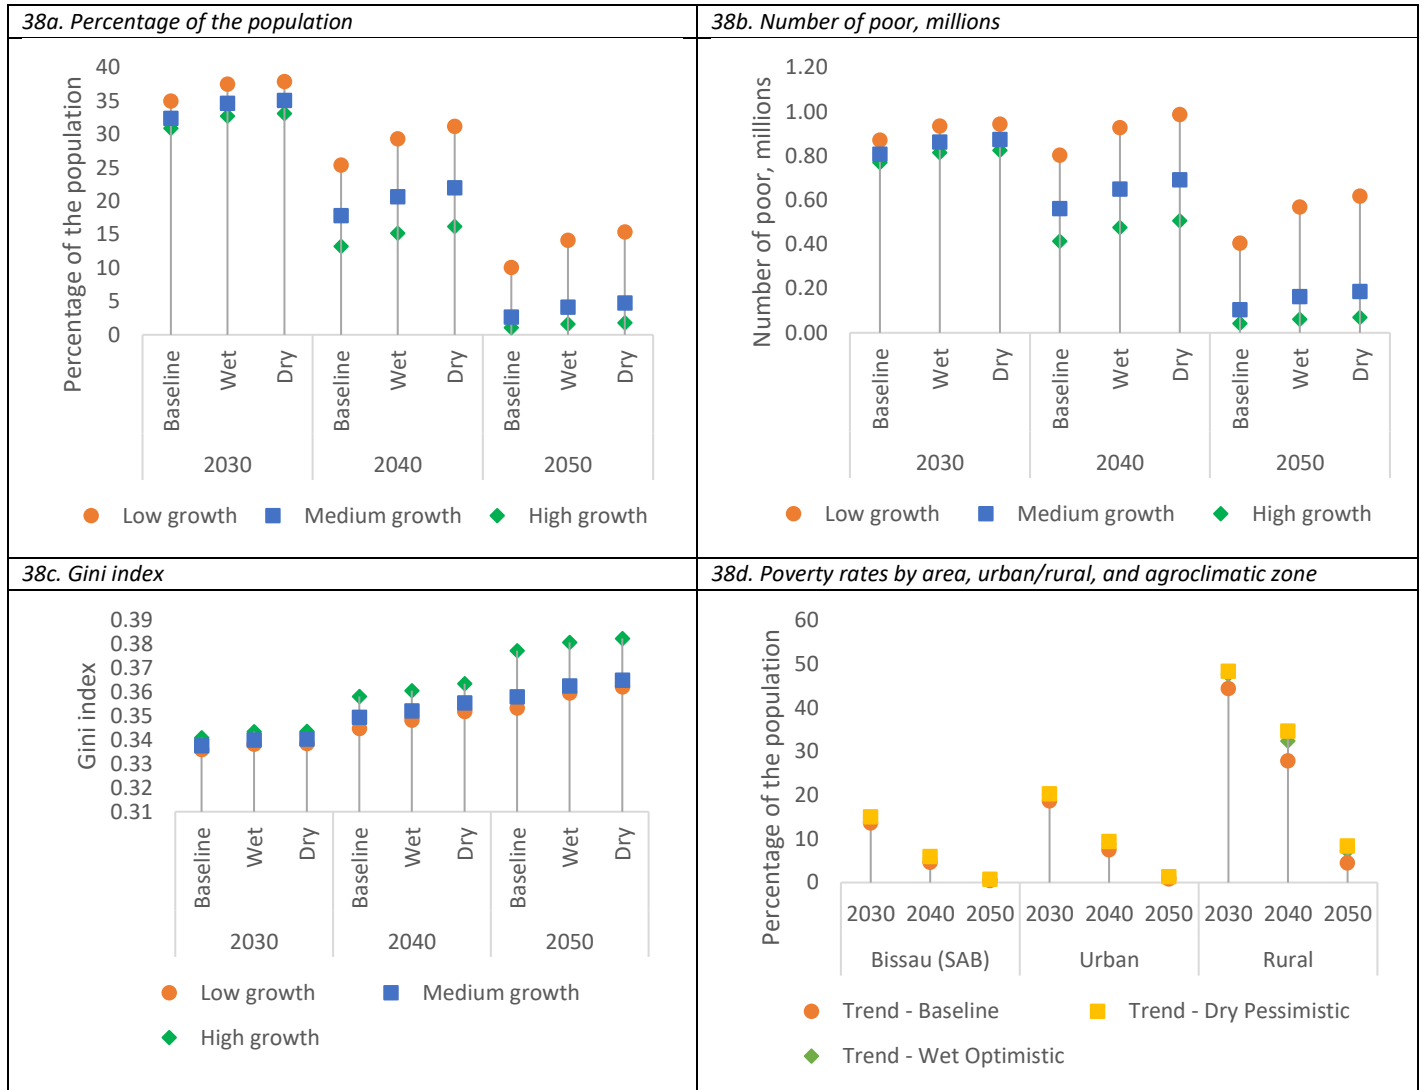 38a. Percentage of the population
40
35
30
25
20
15
10
5
0
Percentage of the population
Baseline
Wet
Dry
Baseline
Wet
Dry
Baseline
Wet
Dry
2030
2040
2050
Low growth
Medium growth
High growth
38b. Number of poor, millions
1.20
1.00
0.80
0.60
0.40
0.20
0.00
Number of poor, millions
Baseline
Wet
Dry
Baseline
Wet
Dry
Baseline
Wet
Dry
2030
2040
2050
Low growth
Medium growth
High growth
38c. Gini index
0.39
0.38
0.37
0.36
0.35
0.34
0.33
0.32
0.31
Gini index
Baseline
Wet
Dry
Baseline
Wet
Dry
Baseline
Wet
Dry
2030
2040
2050
Low growth
Medium growth
High growth
38d. Poverty rates by area, urban/rural, and agroclimatic zone
60
50
40
30
20
10
0
Percentage of the population
2030 2040 2050 2030 2040 2050 2030 2040 2050
Bissau (SAB)
Urban
Rural
Trend - Baseline
Trend - Dry Pessimistic
Trend - Wet Optimistic